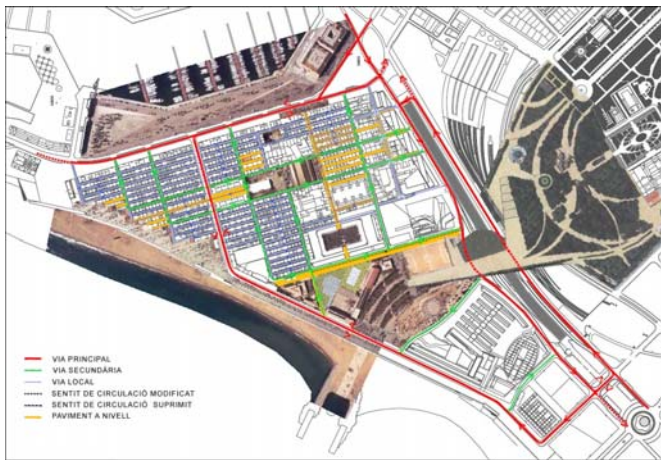 VIA PRINCIPAL
VIA SECUNDÀRIA
VIA LOCAL
SENTIT DE CIRCULACIÓ MODIFICAT
SENTIT DE CIRCULACIÓ SUPRIMIT
PAVIMENT A NIVELL